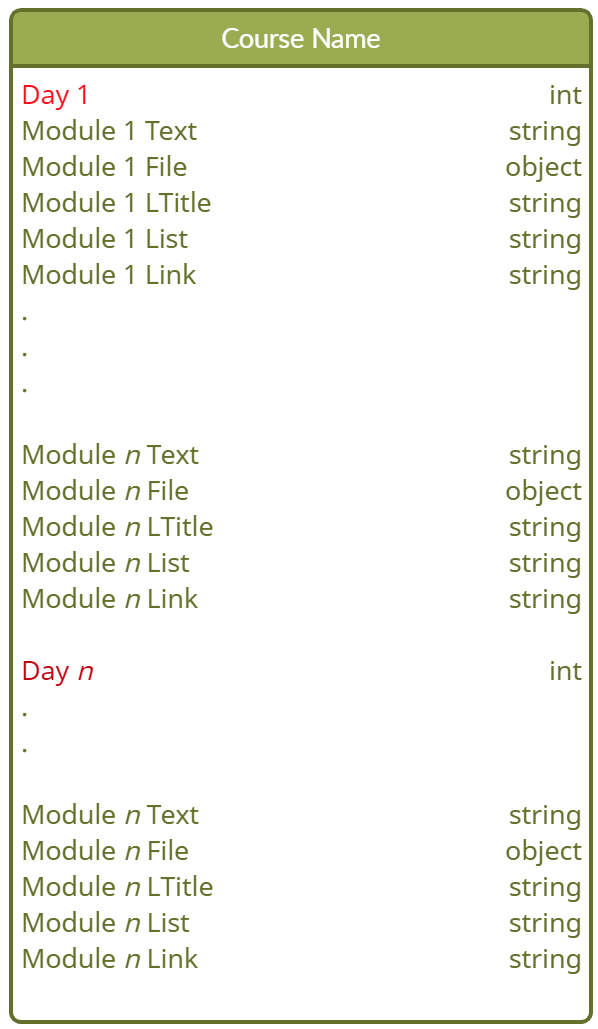 Course Name
Day 1 int
Module 1 Text string
Module 1 File object
Module 1 LTitle string
Module 1 List string
Module 1 Link string
.
.
.
Module n Text string
Module n File object
Module n LTitle string
Module n List string
Module n Link string
Day n int
.
.
Module n Text string
Module n File object
Module n LTitle string
Module n List string
Module n Link string